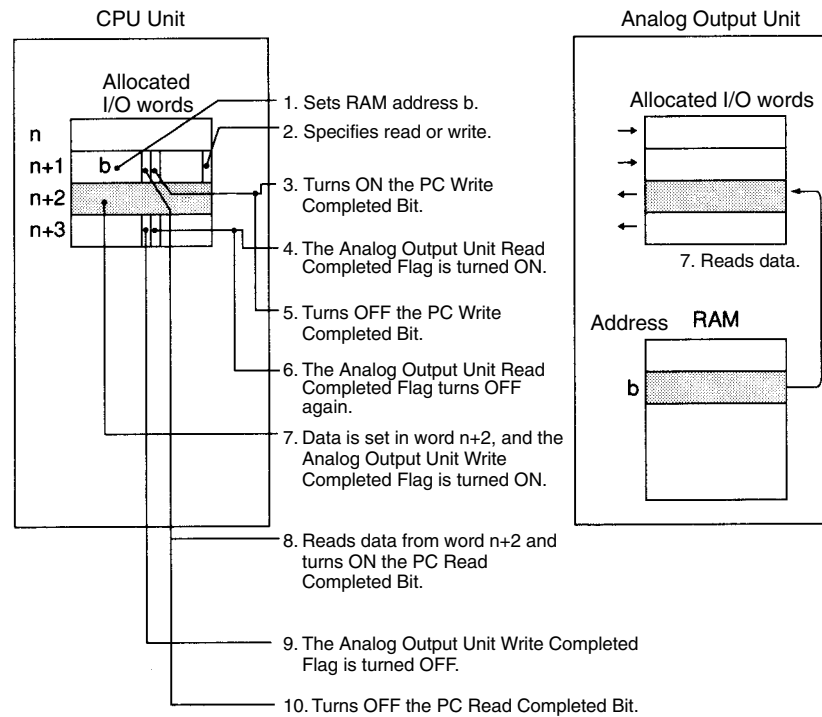 CPU Unit
Allocated
I/O words
n
n+1
b
n+2
n+3
1. Sets RAM address b.
2. Specifies read or write.
3. Turns ON the PC Write
Completed Bit.
4. The Analog Output Unit Read
Completed Flag is turned ON.
5. Turns OFF the PC Write
Completed Bit.
6. The Analog Output Unit Read
Completed Flag turns OFF
again.
7. Data is set in word n+2, and the
Analog Output Unit Write
Completed Flag is turned ON.
8. Reads data from word n+2 and
turns ON the PC Read
Completed Bit.
9. The Analog Output Unit Write Completed
Flag is turned OFF.
10. Turns OFF the PC Read Completed Bit.
Analog Output Unit
Allocated I/O words
7. Reads data.
Address RAM
b